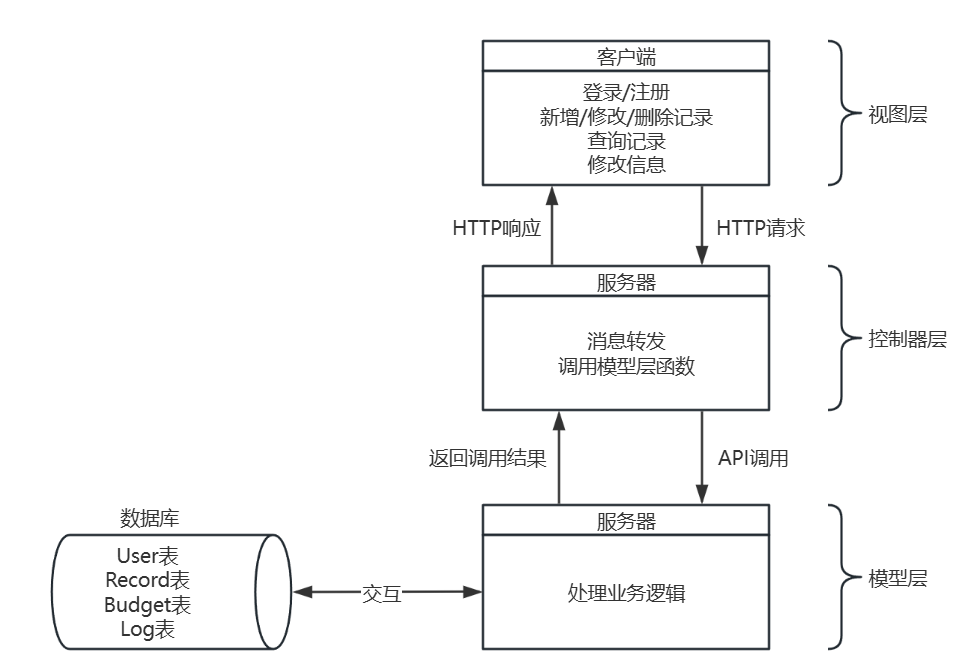 客户端
登录/注册
新增/修改/删除记录
查询记录
修改信息
视图层
HTTP响应
HTTP请求
服务器
消息转发
调用模型层函数
控制器层
返回调用结果
API调用
数据库
User表
Record表
Budget表
Log表
交互
服务器
处理业务逻辑
模型层